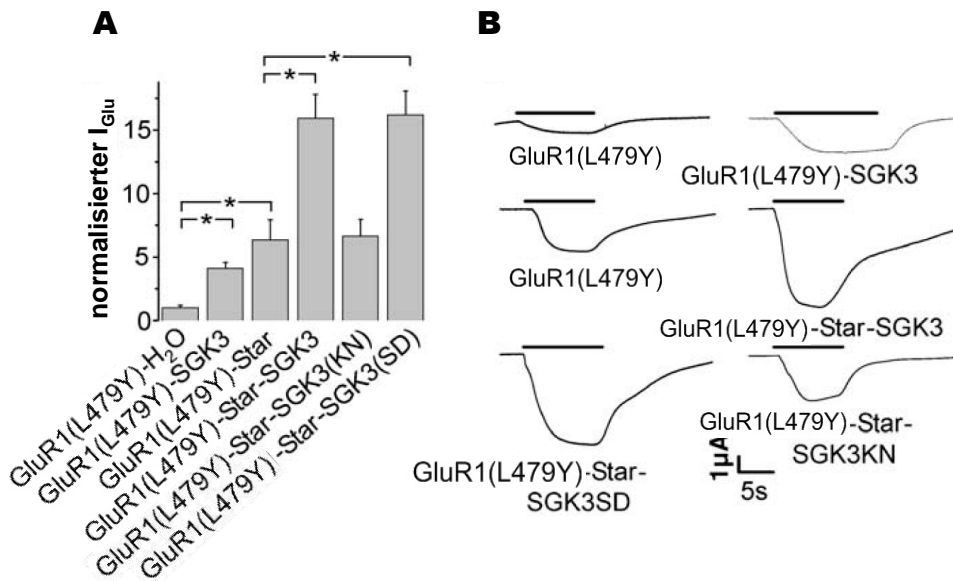 A
B
normalisierter I_Glu
15
10
5
0
*
*
*
*
GluR1(L479Y)-H₂O
GluR1(L479Y)-SGK3
GluR1(L479Y)-Star
GluR1(L479Y)-Star-SGK3
GluR1(L479Y)-Star-SGK3(KN)
GluR1(L479Y)-Star-SGK3(SD)
GluR1(L479Y)
GluR1(L479Y)-SGK3
GluR1(L479Y)
GluR1(L479Y)-Star-SGK3
GluR1(L479Y)-Star-
SGK3SD
GluR1(L479Y)-Star-
SGK3KN
1µA
5s